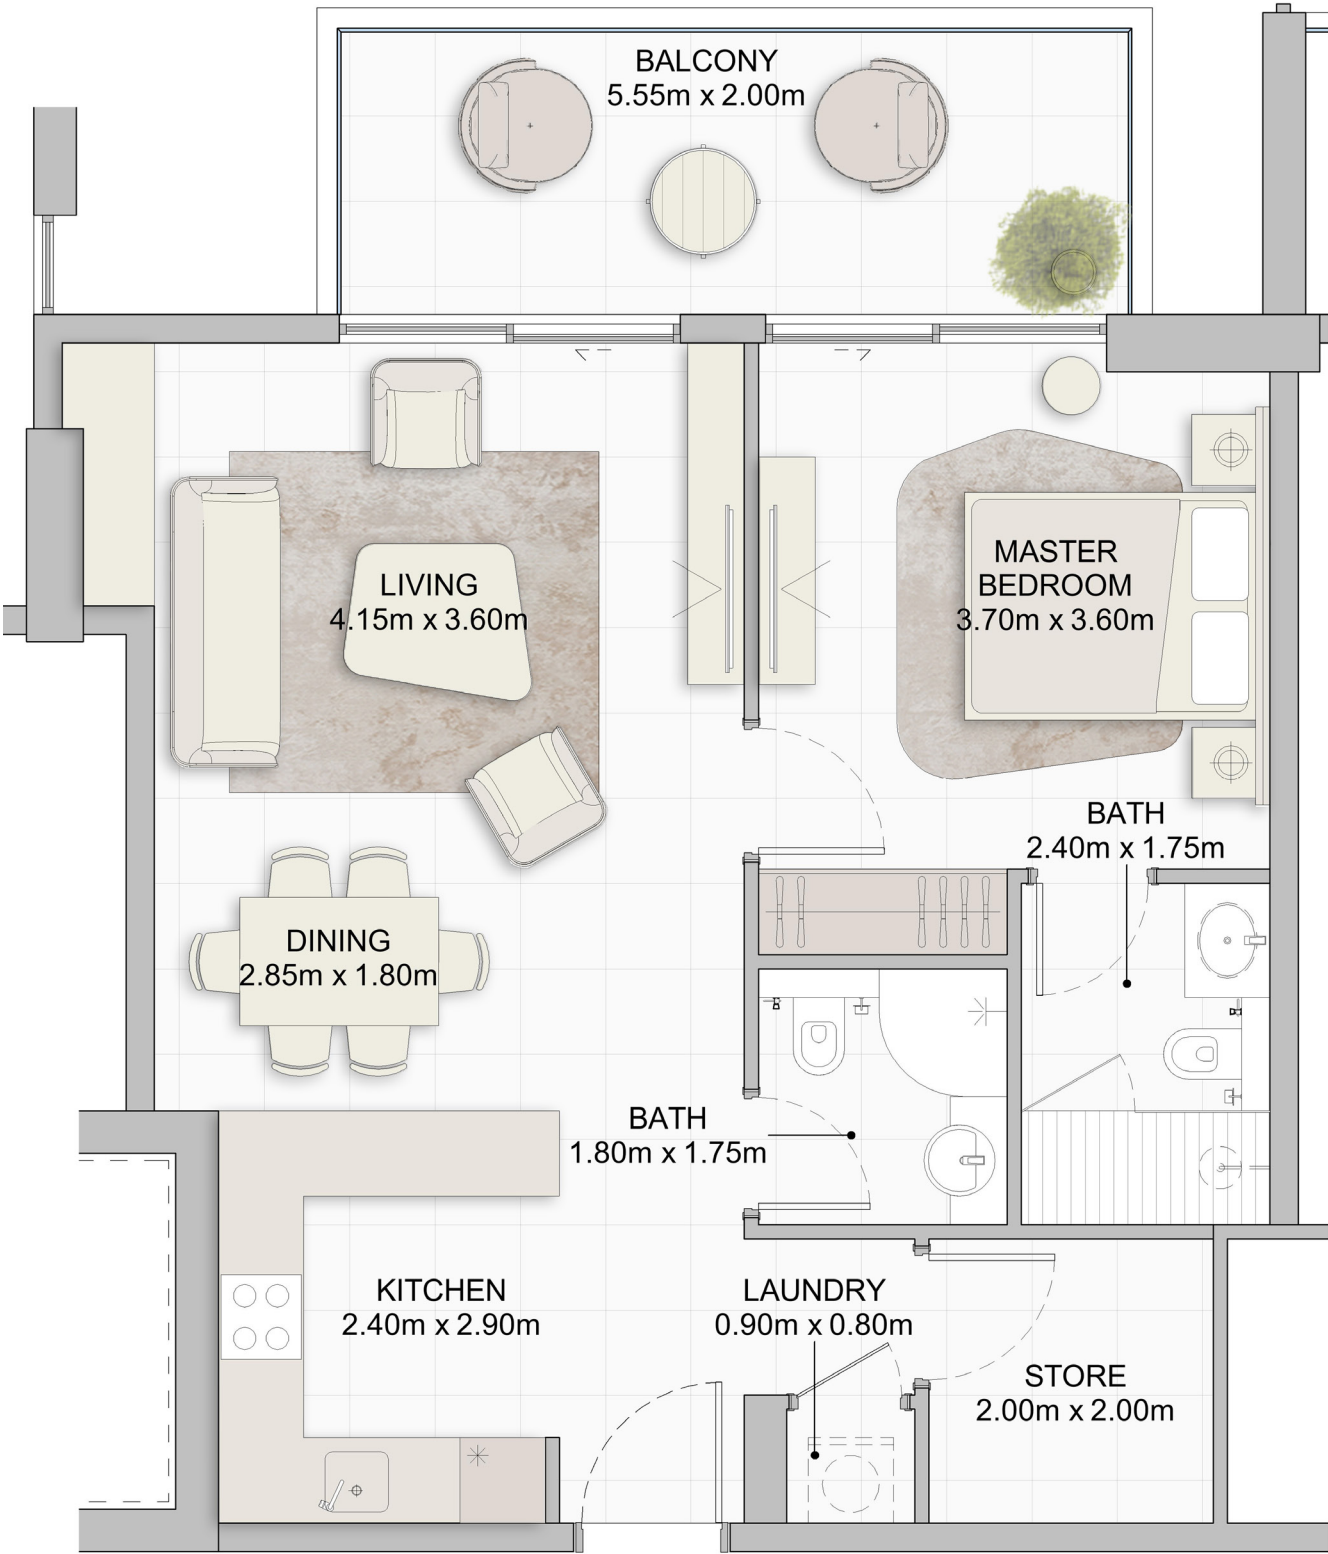 BALCONY
5.55m x 2.00m
LIVING
4.15m x 3.60m
MASTER
BEDROOM
3.70m x 3.60m
BATH
2.40m x 1.75m
DINING
2.85m x 1.80m
BATH
1.80m x 1.75m
KITCHEN
2.40m x 2.90m
LAUNDRY
0.90m x 0.80m
STORE
2.00m x 2.00m